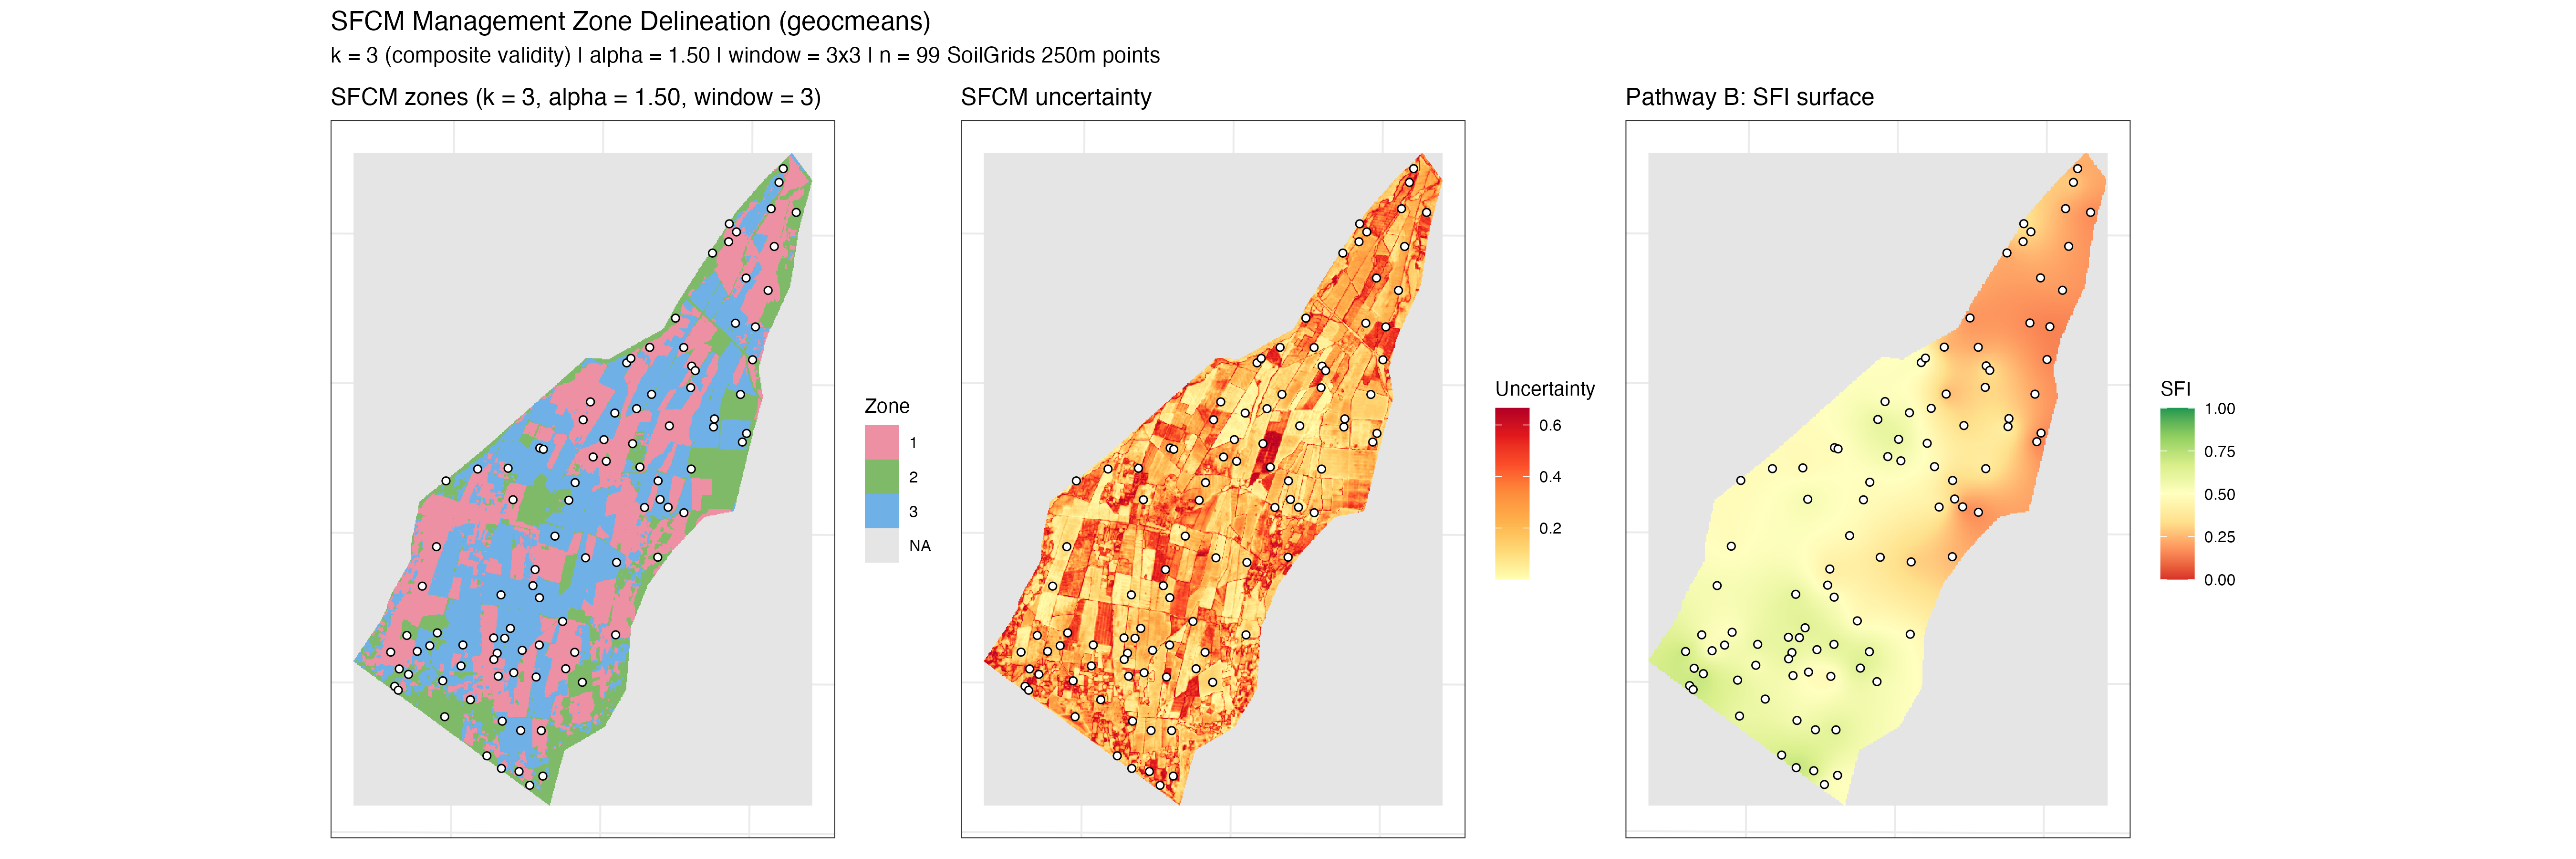 SFCM Management Zone Delineation (geocmeans)
k = 3 (composite validity) | alpha = 1.50 | window = 3x3 | n = 99 SoilGrids 250m points
SFCM zones (k = 3, alpha = 1.50, window = 3)
Zone
1
2
3
NA
SFCM uncertainty
Uncertainty
0.6
0.4
0.2
Pathway B: SFI surface
SFI
1.00
0.75
0.50
0.25
0.00